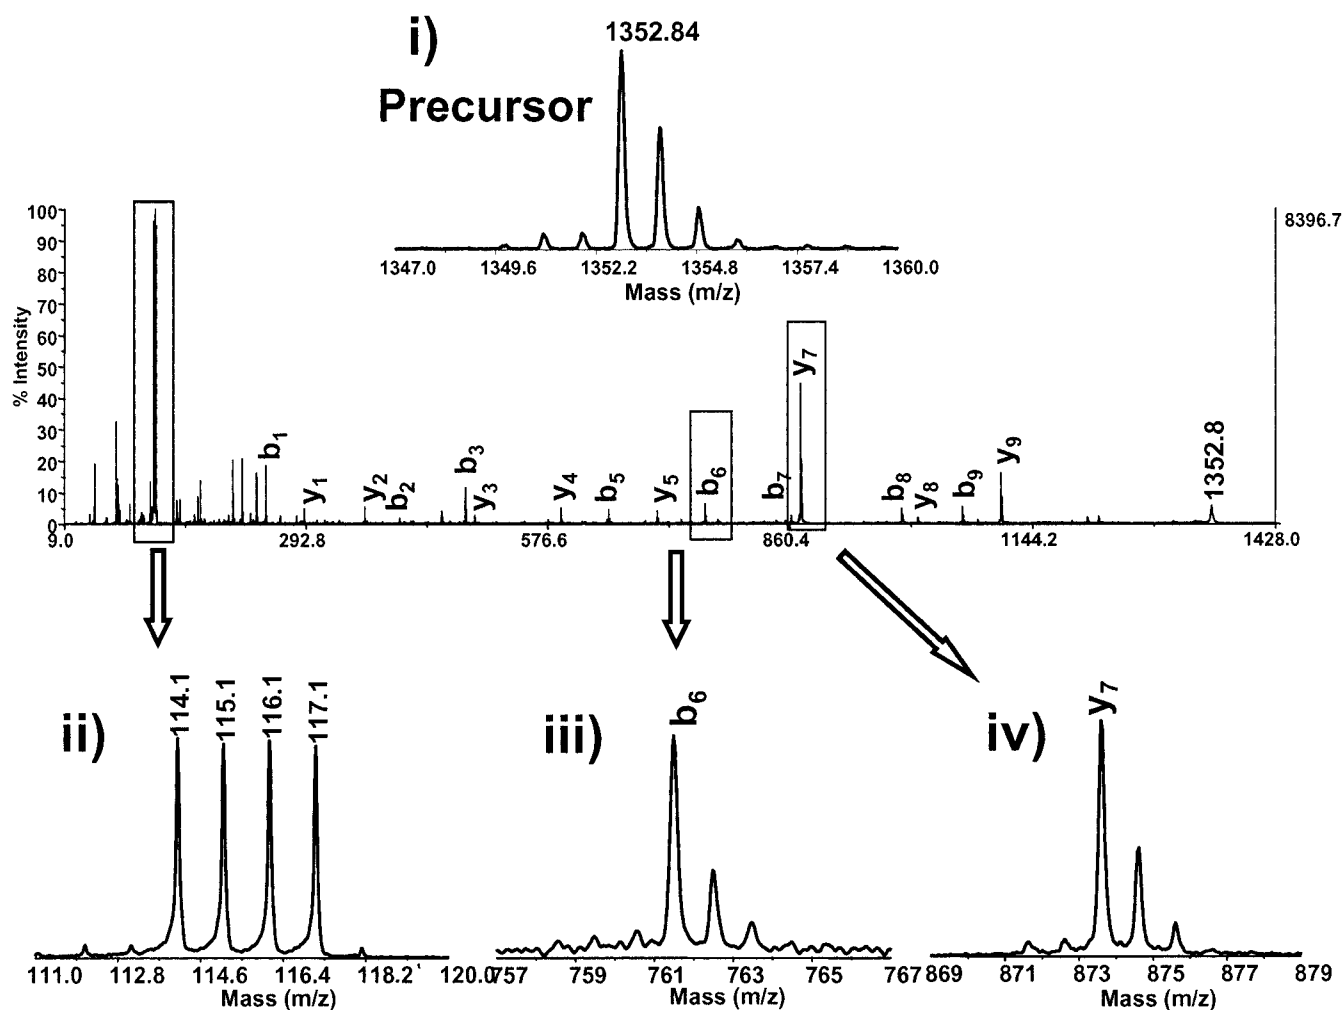 i)
1352.84
Precursor
1347.0 1349.6 1352.2 1354.8 1357.4 1360.0
Mass (m/z)
8396.7
% Intensity
100
90
80
70
60
50
40
30
20
10
0
b1 y1 y2 b2 b3 y3 y4 b5 y5 b6 b7 y7 b8 y8 b9 y9 1352.8
9.0 292.8 576.6 860.4 1144.2 1428.0
ii)
114.1 115.1 116.1 117.1
111.0 112.8 114.6 116.4 118.2 120.0
Mass (m/z)
iii)
b6
757 759 761 763 765 767
Mass (m/z)
iv)
y7
869 871 873 875 877 879
Mass (m/z)